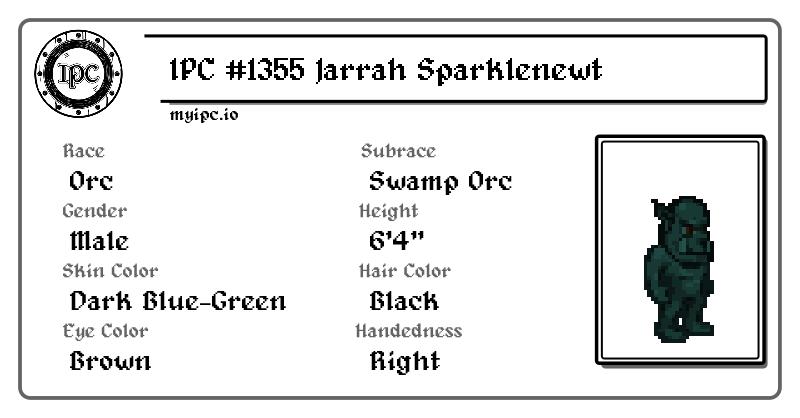 IPC
IPC #1355 Jarrah Sparklenewt
myipc.io
Race
Orc
Subrace
Swamp Orc
Gender
Male
Height
6'4"
Skin Color
Dark Blue-Green
Hair Color
Black
Eye Color
Brown
Handedness
Right